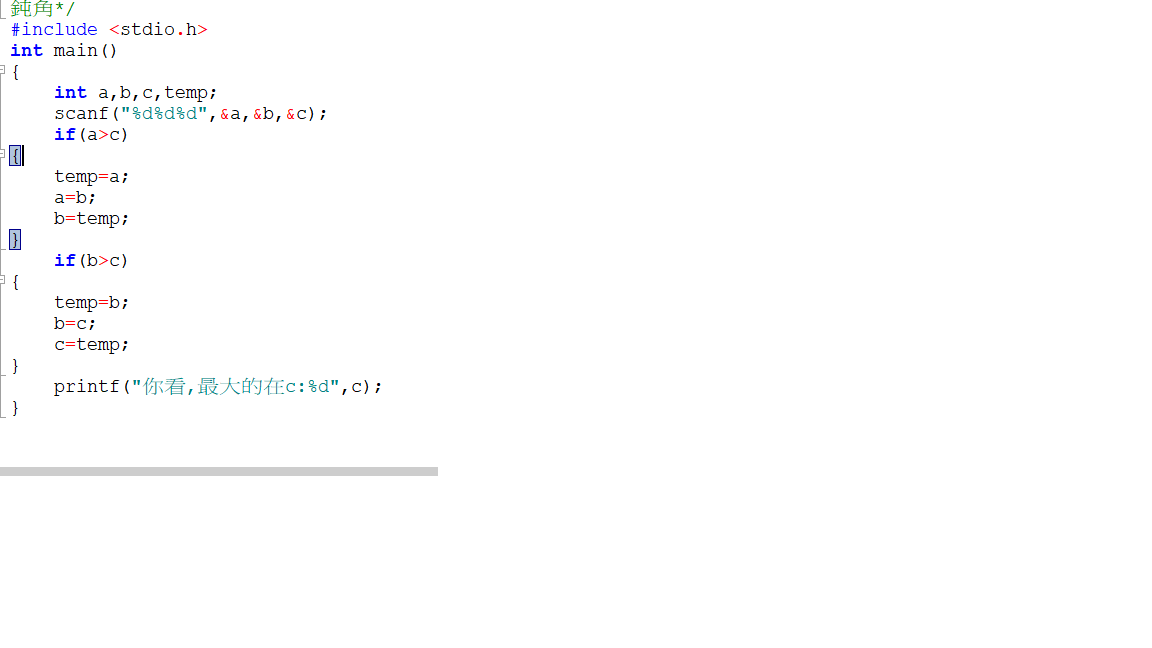 鈍角*/
#include <stdio.h>
int main()
{
    int a,b,c,temp;
    scanf("%d%d%d",&a,&b,&c);
    if(a>c)
{
    temp=a;
    a=b;
    b=temp;
}
    if(b>c)
{
    temp=b;
    b=c;
    c=temp;
}
    printf("你看,最大的在c:%d",c);
}